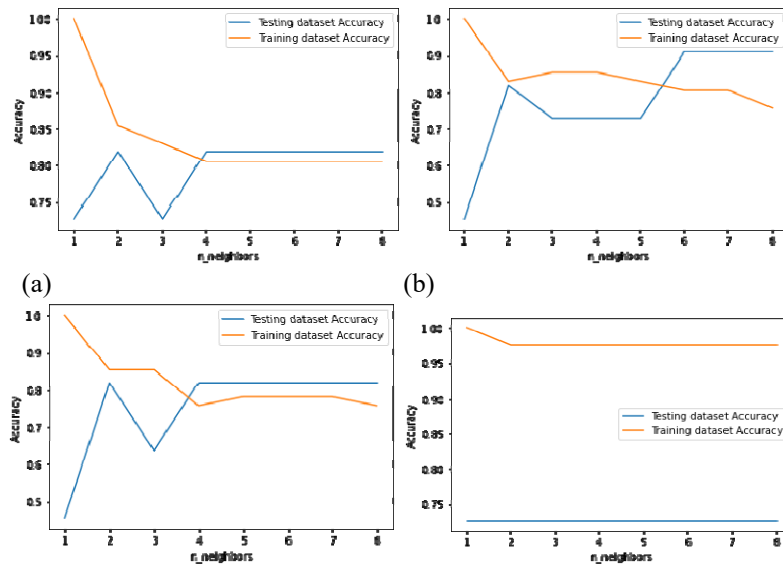 1.00
0.95
0.90
0.85
0.80
0.75
Accuracy
Testing dataset Accuracy
Training dataset Accuracy
1 2 3 4 5 6 7 8
n_neighbors
1.0
0.9
0.8
0.7
0.6
0.5
Accuracy
Testing dataset Accuracy
Training dataset Accuracy
1 2 3 4 5 6 7 8
n_neighbors
(a)
(b)
1.0
0.9
0.8
0.7
0.6
0.5
Accuracy
Testing dataset Accuracy
Training dataset Accuracy
1 2 3 4 5 6 7 8
n_neighbors
1.00
0.95
0.90
0.85
0.80
0.75
Accuracy
Testing dataset Accuracy
Training dataset Accuracy
1 2 3 4 5 6 7 8
n_neighbors